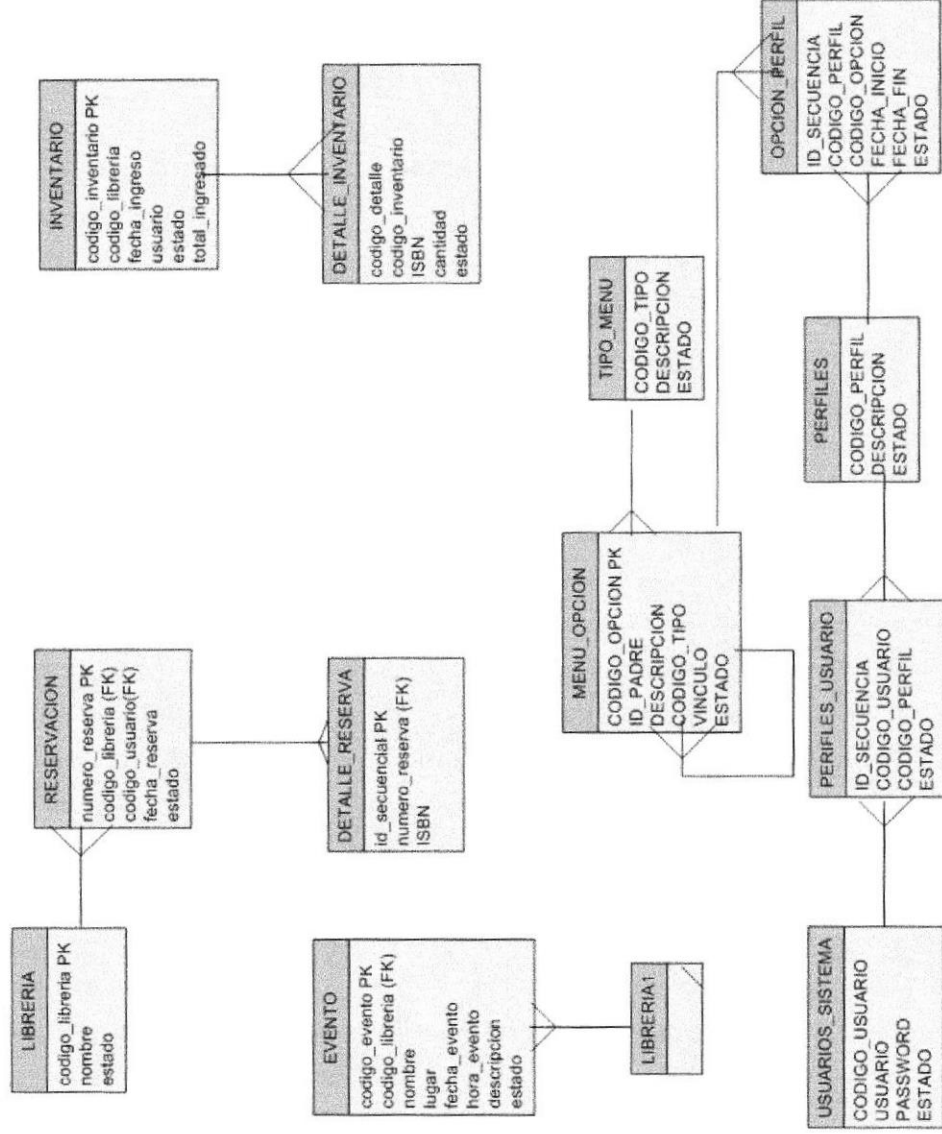 LIBRERIA
codigo_libreria PK
nombre
estado
RESERVACION
numero_reserva PK
codigo_libreria (FK)
codigo_usuario(FK)
fecha_reserva
estado
INVENTARIO
codigo_inventario PK
codigo_libreria
fecha_ingreso
usuario
estado
total_ingresado
EVENTO
codigo_evento PK
codigo_libreria (FK)
nombre
lugar
fecha_evento
hora_evento
descripcion
estado
DETALLE_RESERVA
id_secuencial PK
numero_reserva (FK)
ISBN
DETALLE_INVENTARIO
codigo_detalle
codigo_inventario
ISBN
cantidad
estado
LIBRERIA1
MENU_OPCION
CODIGO_OPCION PK
ID_PADRE
DESCRIPCION
CODIGO_TIPO
VINCULO
ESTADO
TIPO_MENU
CODIGO_TIPO
DESCRIPCION
ESTADO
USUARIOS_SISTEMA
CODIGO_USUARIO
USUARIO
PASSWORD
ESTADO
PERIFLES_USUARIO
ID_SECUENCIA
CODIGO_USUARIO
CODIGO_PERFIL
ESTADO
PERFILES
CODIGO_PERFIL
DESCRIPCION
ESTADO
OPCION_PERFIL
ID_SECUENCIA
CODIGO_PERFIL
CODIGO_OPCION
FECHA_INICIO
FECHA_FIN
ESTADO